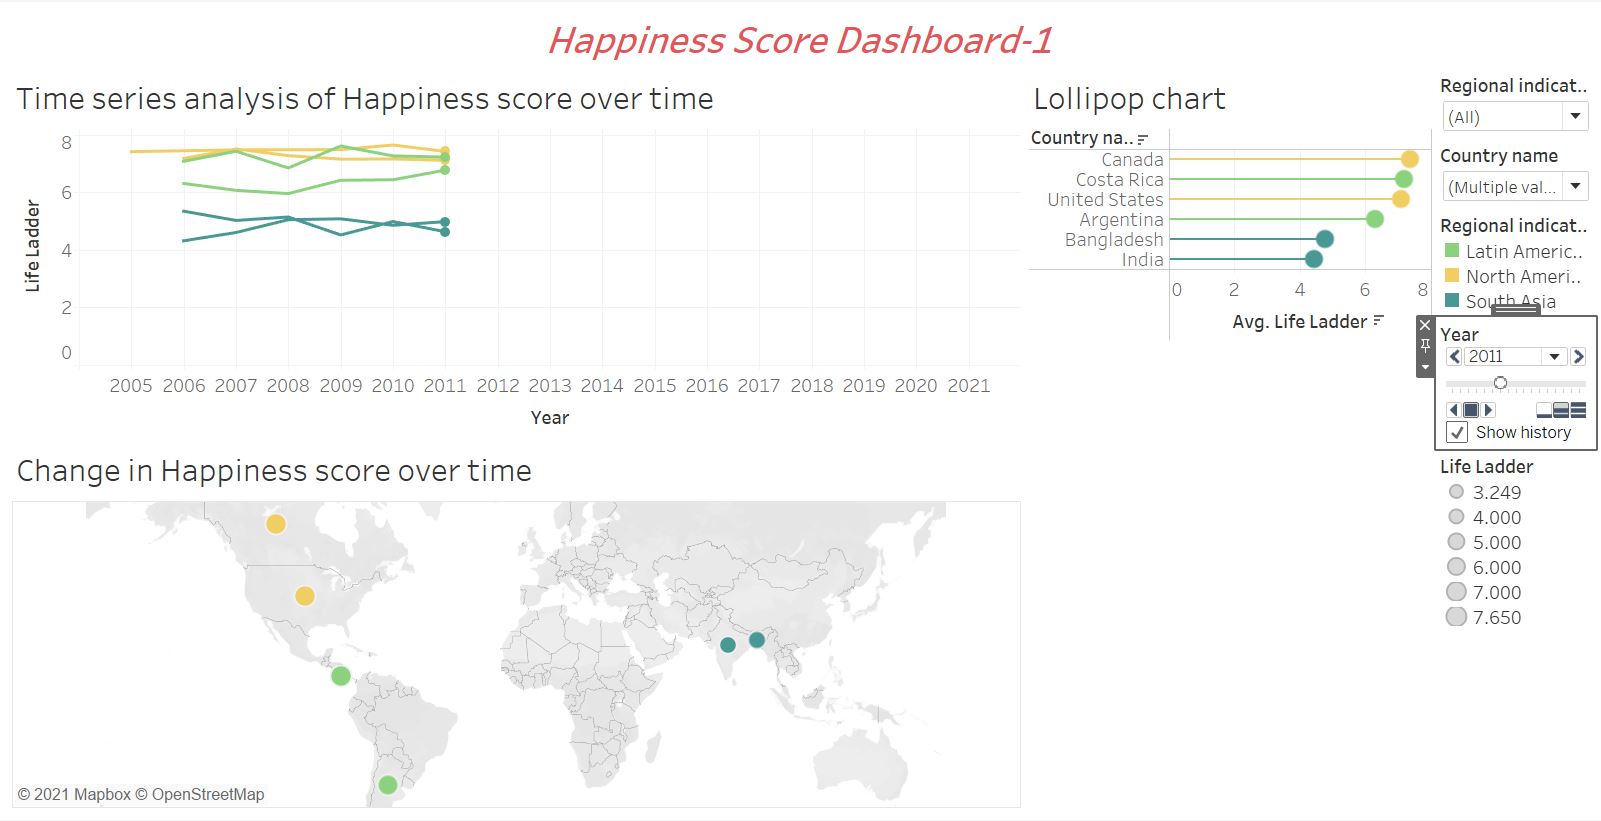 Happiness Score Dashboard-1
Time series analysis of Happiness score over time
Life Ladder
8
6
4
2
0
2005 2006 2007 2008 2009 2010 2011 2012 2013 2014 2015 2016 2017 2018 2019 2020 2021
Year
Lollipop chart
Country na..
Canada
Costa Rica
United States
Argentina
Bangladesh
India
0 2 4 6 8
Avg. Life Ladder
Regional indicat..
(All)
Country name
(Multiple val...
Regional indicat..
Latin Americ..
North Ameri..
South Asia
Year
2011
Show history
Life Ladder
3.249
4.000
5.000
6.000
7.000
7.650
Change in Happiness score over time
© 2021 Mapbox © OpenStreetMap